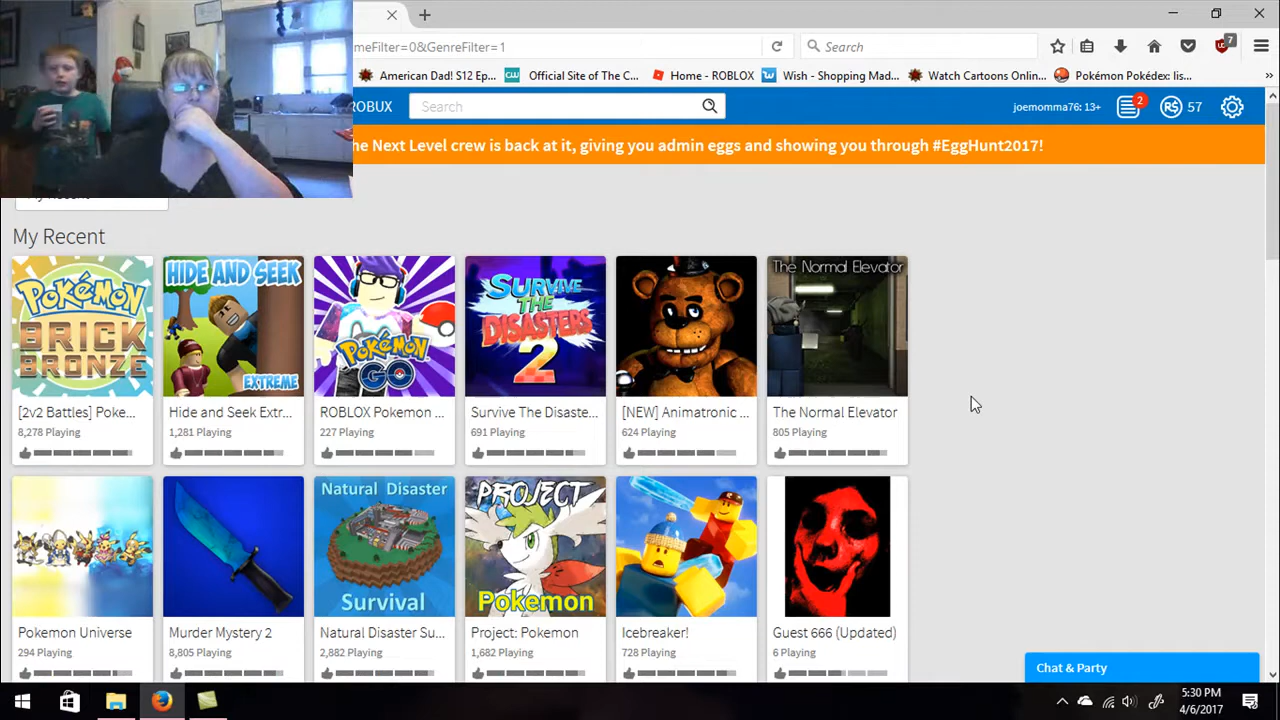 meFilter=0&GenreFilter=1
Search
7
American Dad! S12 Ep...
Official Site of The C...
Home - ROBLOX
Wish - Shopping Mad...
Watch Cartoons Onlin...
Pokémon Pokédex: lis...
ROBUX
Search
joemomma76: 13+
2
R$ 57
he Next Level crew is back at it, giving you admin eggs and showing you through #EggHunt2017!
My Recent
My Recent
POKéMON
BRICK
BRONZE
HIDE AND SEEK
EXTREME
POKéMON
GO
SURVIVE
THE
DISASTERS
2
The Normal Elevator
[2v2 Battles] Poke...
Hide and Seek Extr...
ROBLOX Pokemon ...
Survive The Disaste...
[NEW] Animatronic ...
The Normal Elevator
8,278 Playing
1,281 Playing
227 Playing
691 Playing
624 Playing
805 Playing
Natural Disaster
Survival
PROJECT
Pokemon
Pokemon Universe
Murder Mystery 2
Natural Disaster Su...
Project: Pokemon
Icebreaker!
Guest 666 (Updated)
294 Playing
8,805 Playing
2,882 Playing
1,682 Playing
728 Playing
6 Playing
Chat & Party
5:30 PM
4/6/2017